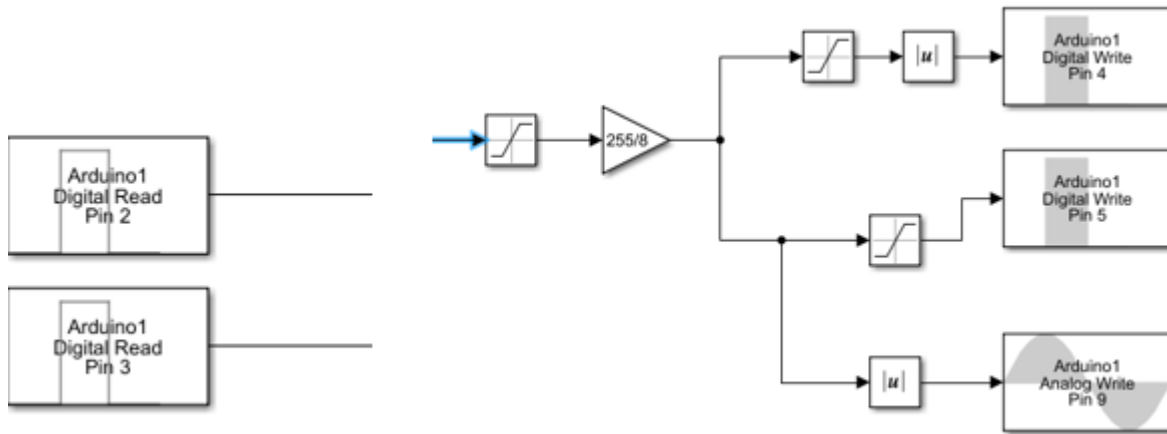 Arduino1
Digital Read
Pin 2
Arduino1
Digital Read
Pin 3
255/8
|u|
Arduino1
Digital Write
Pin 4
Arduino1
Digital Write
Pin 5
|u|
Arduino1
Analog Write
Pin 9